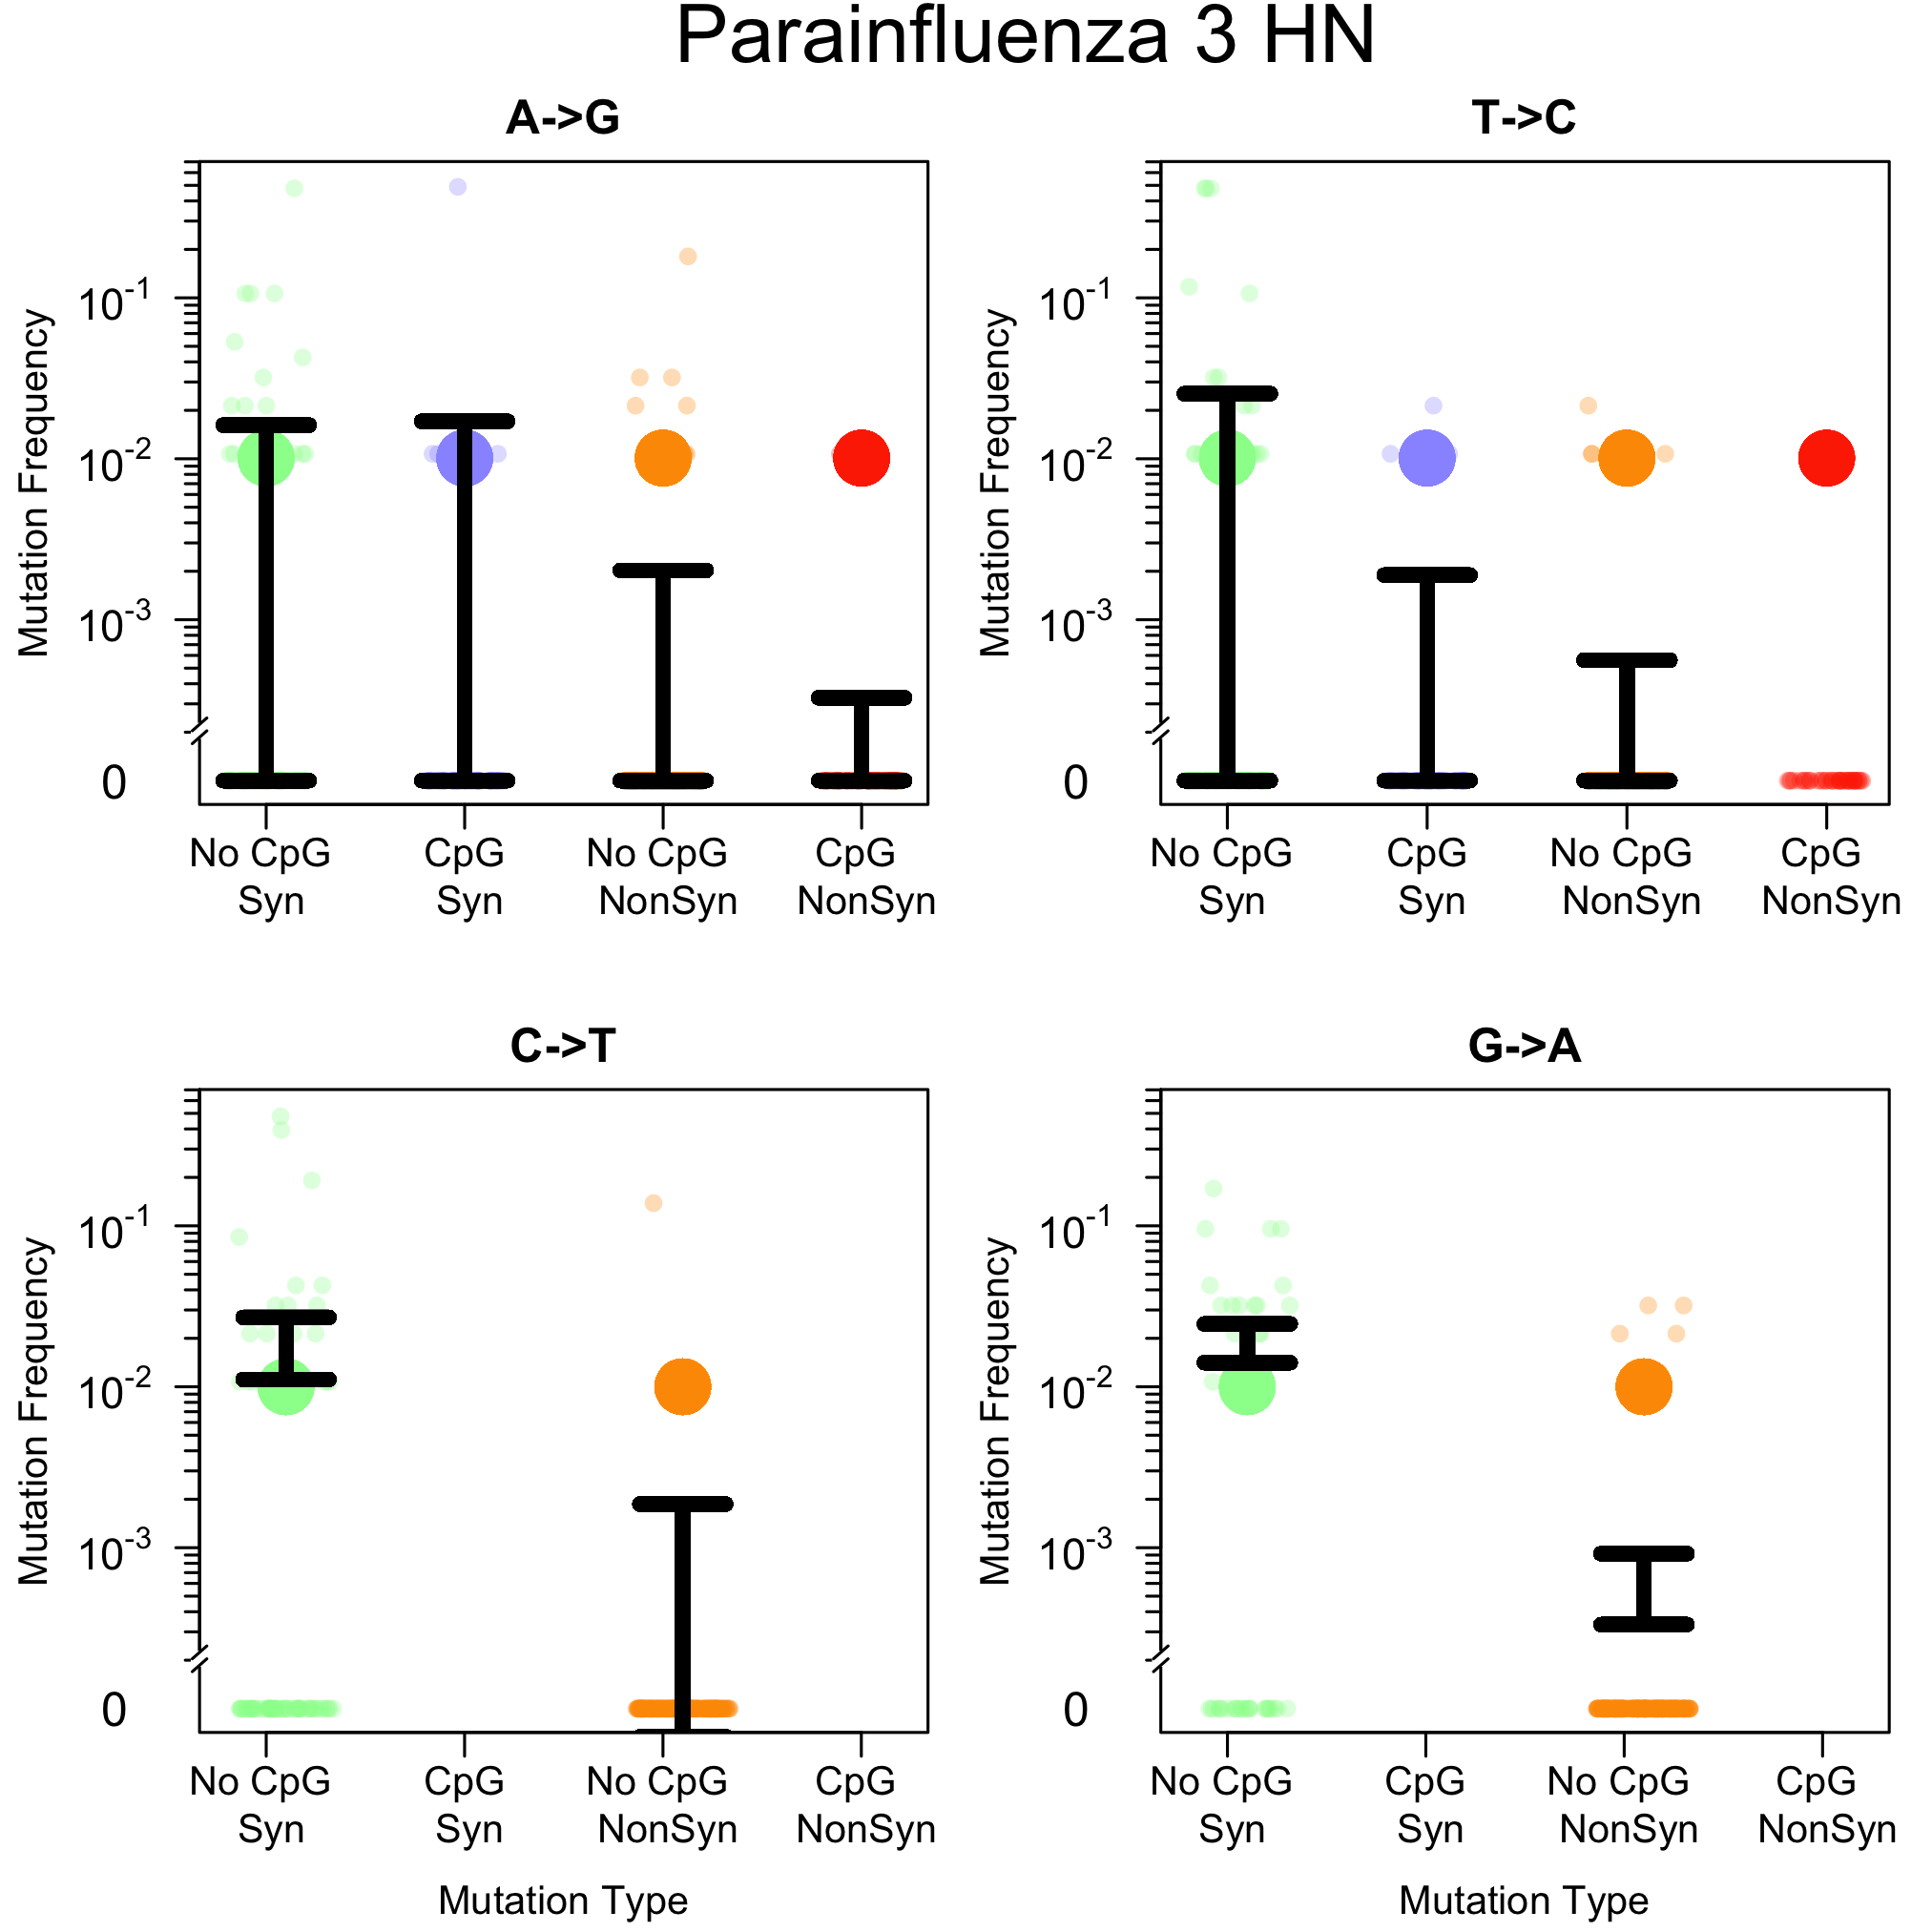 Parainfluenza 3 HN
A->G
Mutation Frequency
10-1
10-2
10-3
0
No CpG CpG No CpG CpG
Syn Syn NonSyn NonSyn
T->C
Mutation Frequency
10-1
10-2
10-3
0
No CpG CpG No CpG CpG
Syn Syn NonSyn NonSyn
C->T
Mutation Frequency
10-1
10-2
10-3
0
No CpG CpG No CpG CpG
Syn Syn NonSyn NonSyn
Mutation Type
G->A
Mutation Frequency
10-1
10-2
10-3
0
No CpG CpG No CpG CpG
Syn Syn NonSyn NonSyn
Mutation Type